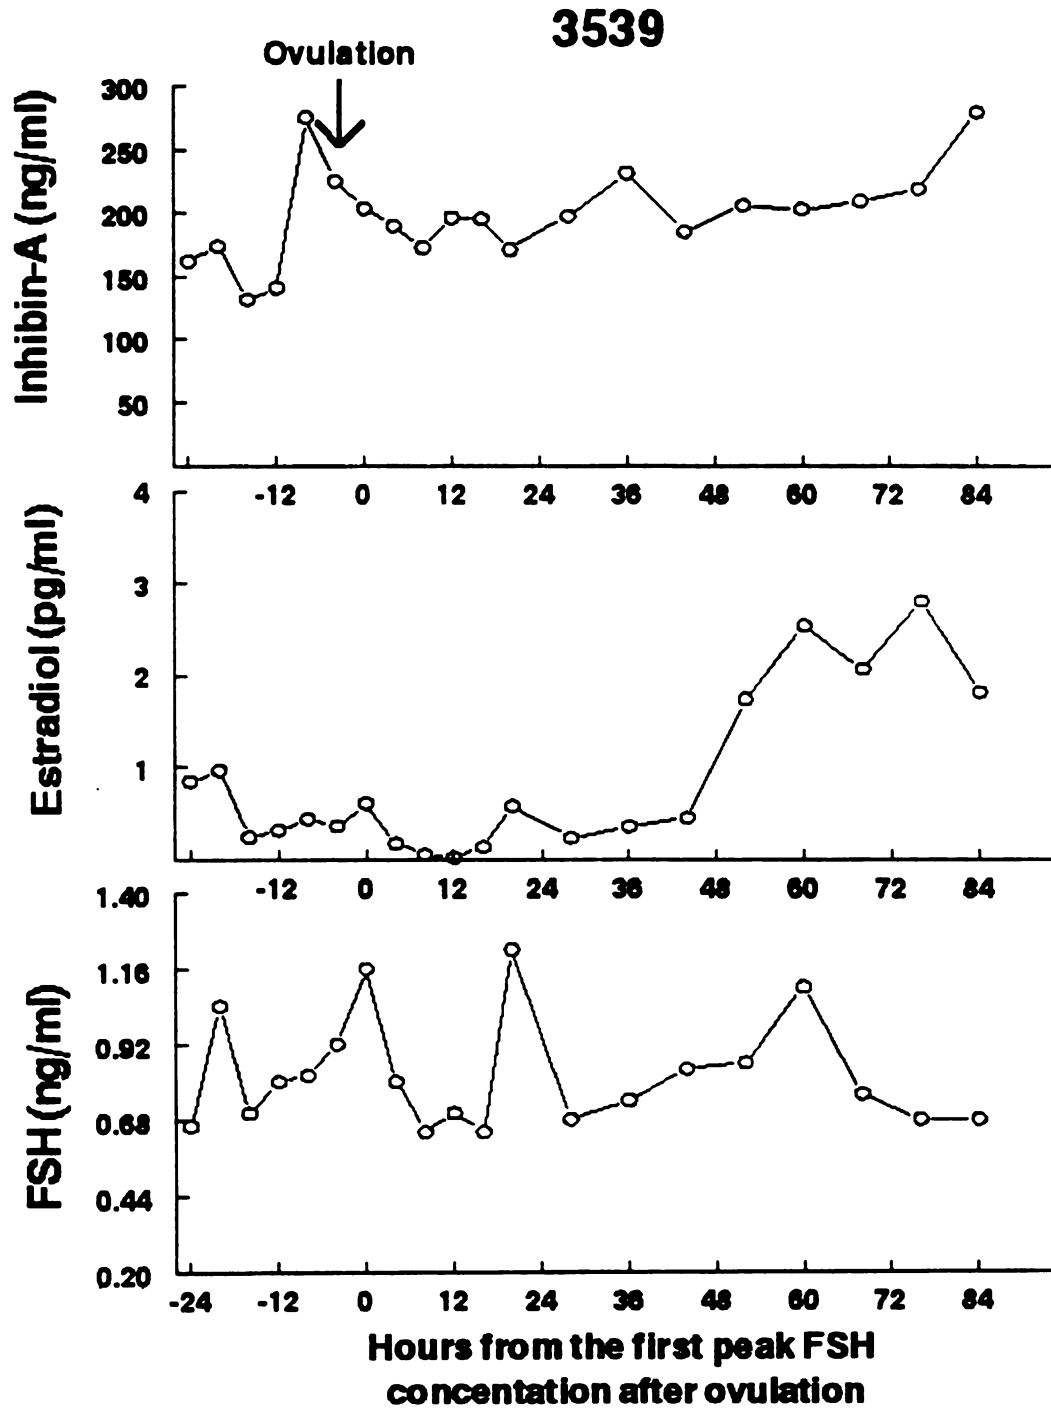 3539
Ovulation
Inhibin-A (ng/ml)
300
250
200
150
100
50
-12 0 12 24 36 48 60 72 84
Estradiol (pg/ml)
4
3
2
1
-12 0 12 24 36 48 60 72 84
FSH (ng/ml)
1.40
1.16
0.92
0.68
0.44
0.20
-24 -12 0 12 24 36 48 60 72 84
Hours from the first peak FSH
concentation after ovulation